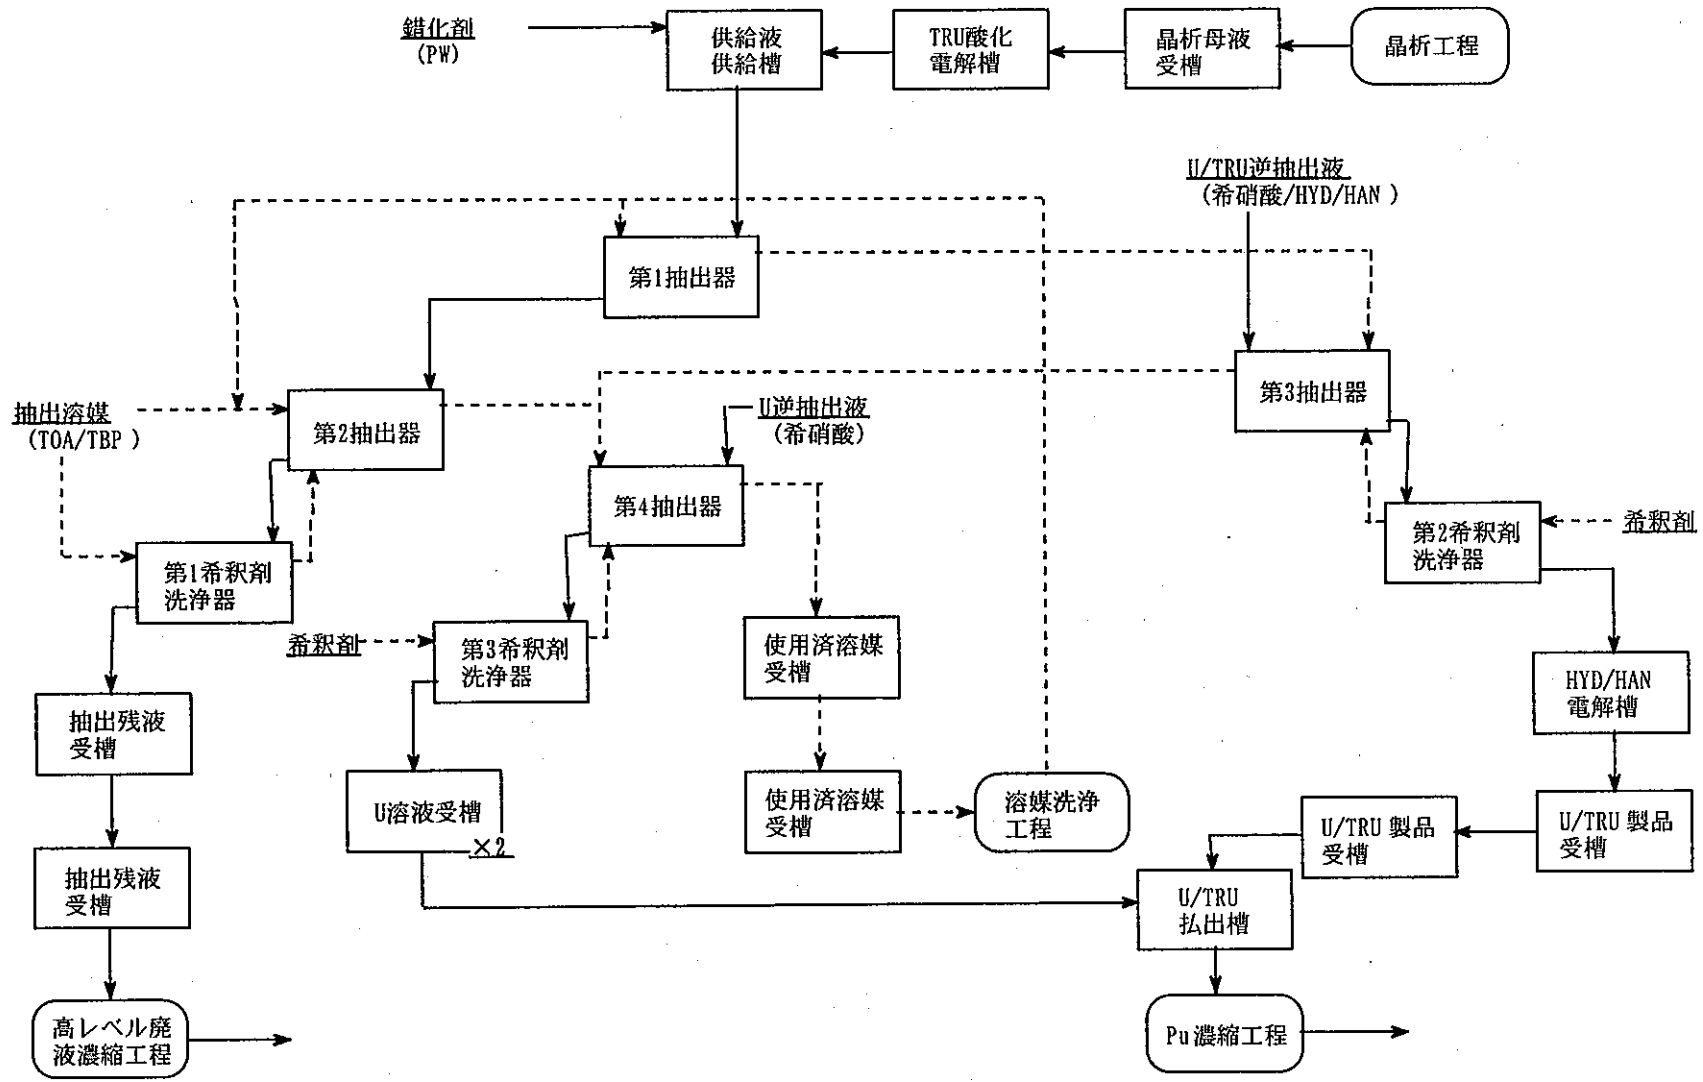 錯化剤
(PW)
供給液
供給槽
TRU酸化
電解槽
晶析母液
受槽
晶析工程
U/TRU逆抽出液
(希硝酸/HYD/HAN )
第1抽出器
第3抽出器
抽出溶媒
(TOA/TBP )
第2抽出器
U逆抽出液
(希硝酸)
第4抽出器
第2希釈剤
洗浄器
希釈剤
第1希釈剤
洗浄器
希釈剤
第3希釈剤
洗浄器
使用済溶媒
受槽
HYD/HAN
電解槽
抽出残液
受槽
U溶液受槽
×2
使用済溶媒
受槽
溶媒洗浄
工程
U/TRU 製品
受槽
U/TRU 製品
受槽
抽出残液
受槽
U/TRU
払出槽
高レベル廃
液濃縮工程
Pu濃縮工程